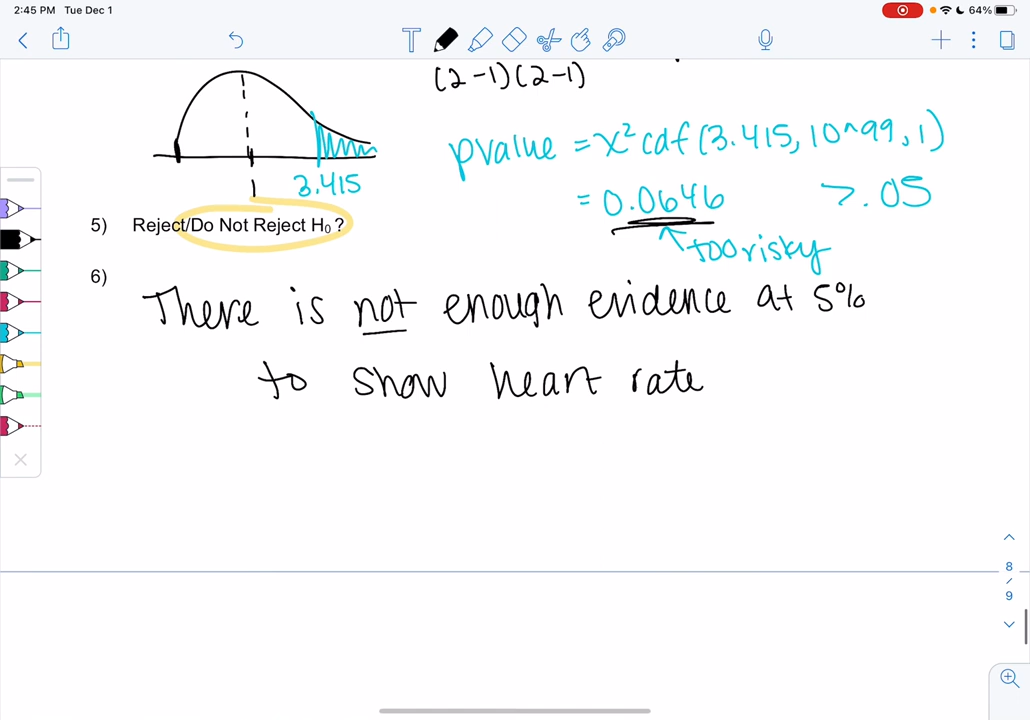 2:45 PM Tue Dec 1
64%
T
(2-1)(2-1)
pvalue = x²cdf(3.415, 10^99, 1)
1
3.415
= 0.0646 >.05
5) Reject/Do Not Reject H₀ ?
too risky
6)
There is not enough evidence at 5%
to show heart rate
8
/
9